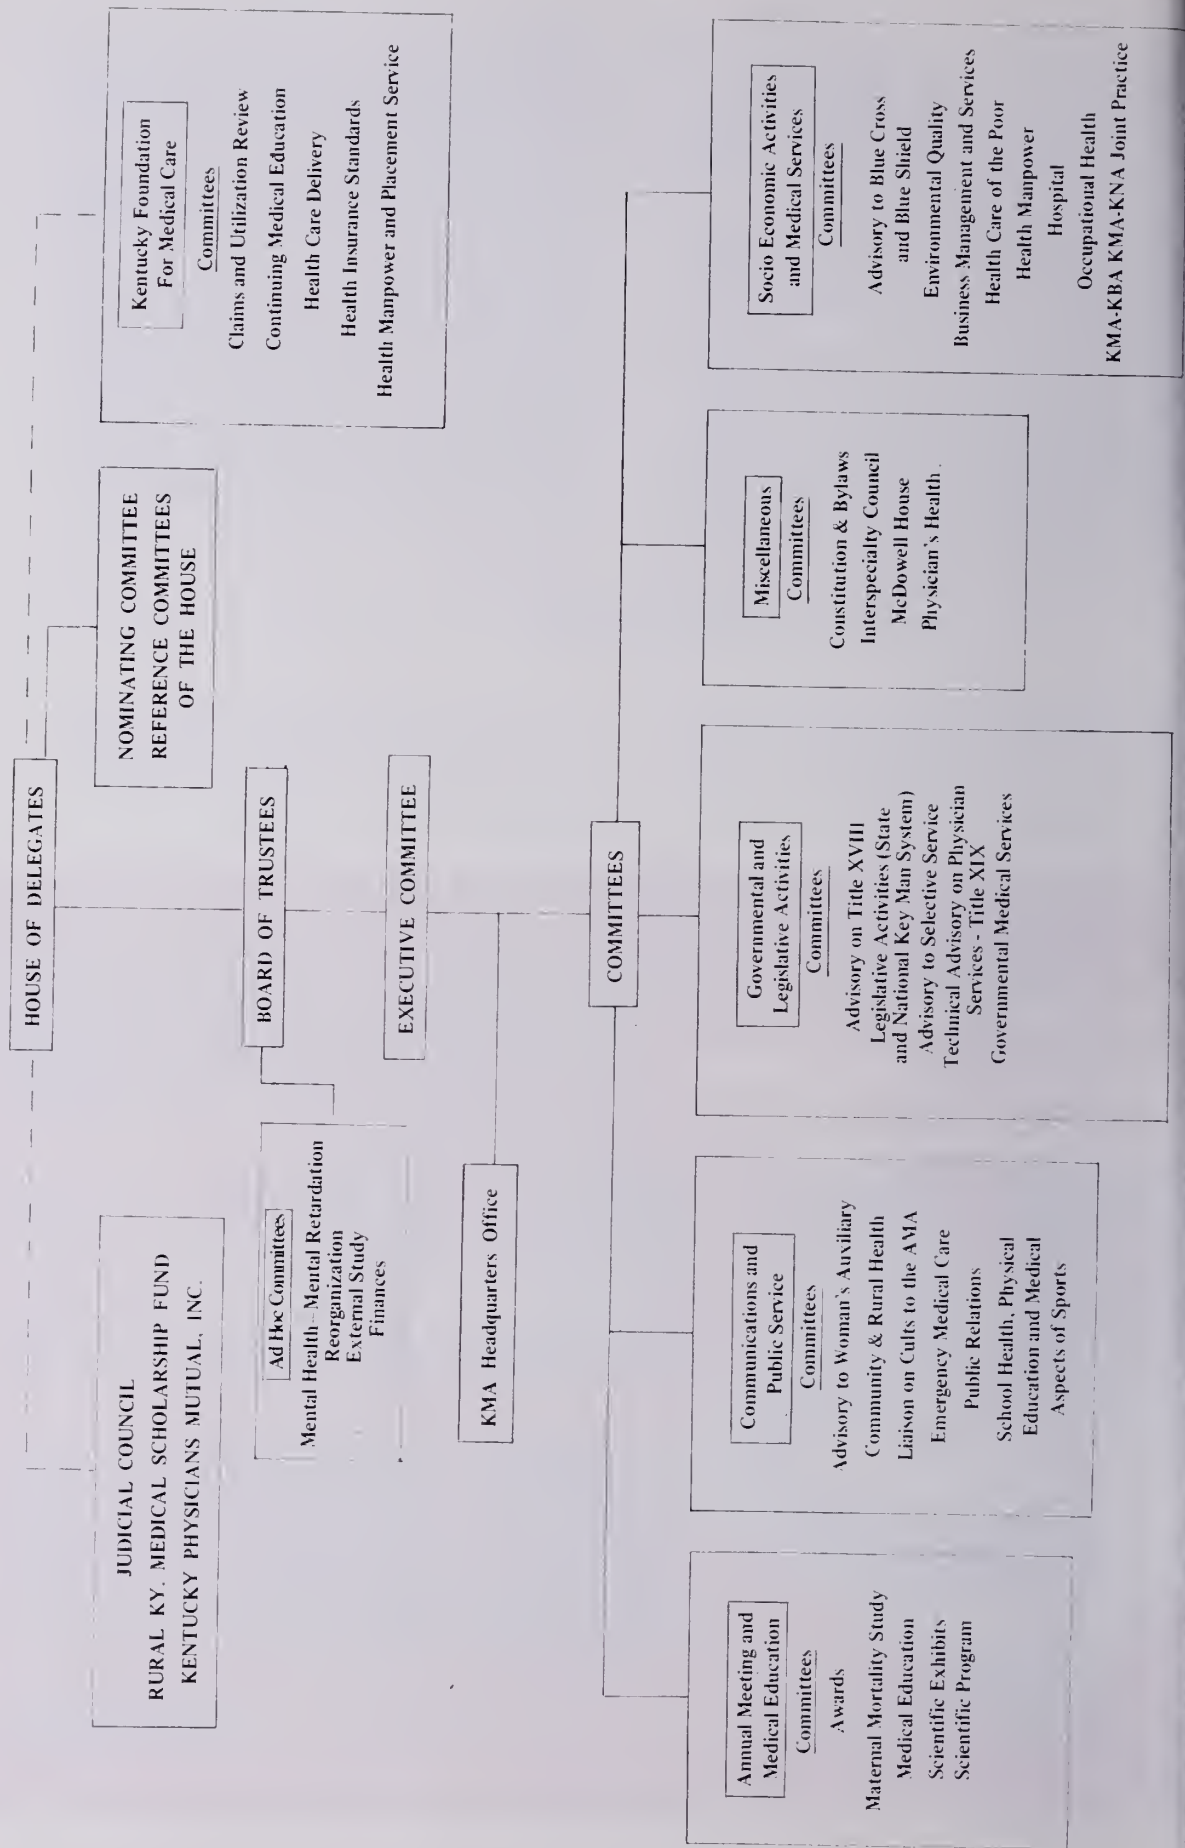 HOUSE OF DELEGATES
JUDICIAL COUNCIL
RURAL KY. MEDICAL SCHOLARSHIP FUND
KENTUCKY PHYSICIANS MUTUAL, INC.
NOMINATING COMMITTEE
REFERENCE COMMITTEES
OF THE HOUSE
Kentucky Foundation
For Medical Care
Committees
Claims and Utilization Review
Continuing Medical Education
Health Care Delivery
Health Insurance Standards
Health Manpower and Placement Service
BOARD OF TRUSTEES
Ad Hoc Committees
Mental Health - Mental Retardation
Reorganization
External Study
Finances
EXECUTIVE COMMITTEE
KMA Headquarters Office
COMMITTEES
Annual Meeting and
Medical Education
Committees
Awards
Maternal Mortality Study
Medical Education
Scientific Exhibits
Scientific Program
Communications and
Public Service
Committees
Advisory to Woman's Auxiliary
Community & Rural Health
Liaison on Cults to the AMA
Emergency Medical Care
Public Relations
School Health, Physical
Education and Medical
Aspects of Sports
Governmental and
Legislative Activities
Committees
Advisory on Title XVIII
Legislative Activities (State
and National Key Man System)
Advisory to Selective Service
Technical Advisory on Physician
Services - Title XIX
Governmental Medical Services
Miscellaneous
Committees
Constitution & Bylaws
Interspecialty Council
McDowell House
Physician's Health
Socio Economic Activities
and Medical Services
Committees
Advisory to Blue Cross
and Blue Shield
Environmental Quality
Business Management and Services
Health Care of the Poor
Health Manpower
Hospital
Occupational Health
KMA-KBA KMA-KNA Joint Practice